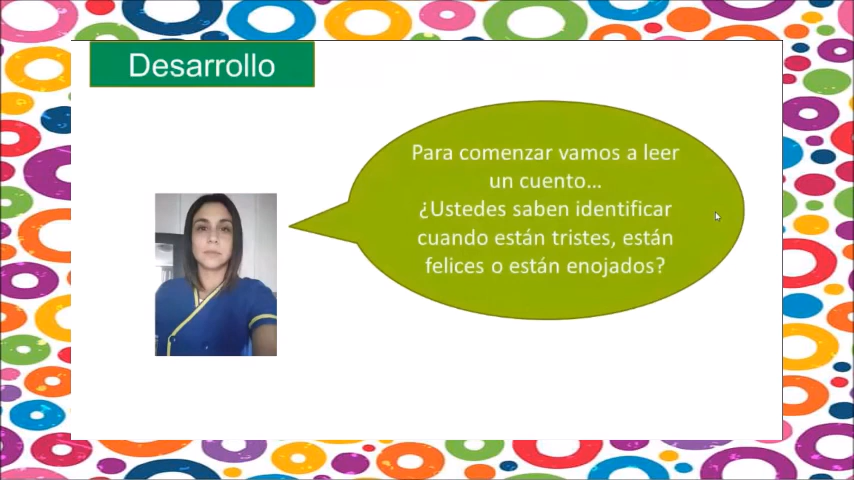 Desarrollo
Para comenzar vamos a leer
un cuento...
¿Ustedes saben identificar
cuando están tristes, están
felices o están enojados?